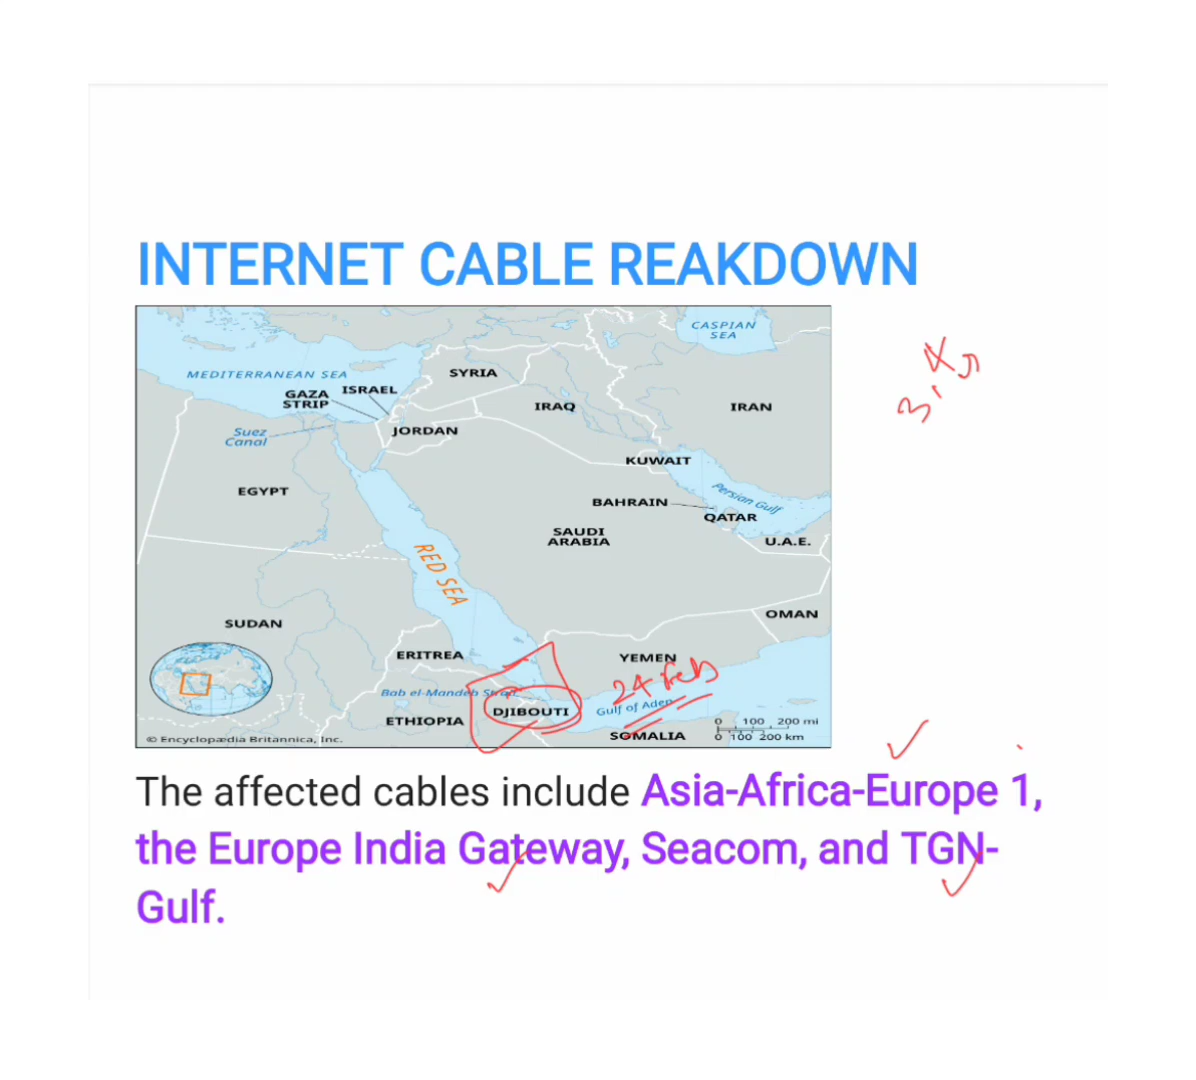 INTERNET CABLE REAKDOWN
CASPIAN
SEA
MEDITERRANEAN SEA
SYRIA
GAZA
STRIP
ISRAEL
IRAQ
IRAN
Suez
Canal
JORDAN
KUWAIT
EGYPT
BAHRAIN
Persian Gulf
QATAR
SAUDI
ARABIA
U.A.E.
RED SEA
OMAN
SUDAN
ERITREA
YEMEN
24 Feb
Bab el-Mandeb Strait
DJIBOUTI
Gulf of Aden
ETHIOPIA
SOMALIA
0 100 200 mi
0 100 200 km
© Encyclopædia Britannica, Inc.
The affected cables include Asia-Africa-Europe 1,
the Europe India Gateway, Seacom, and TGN-
Gulf.